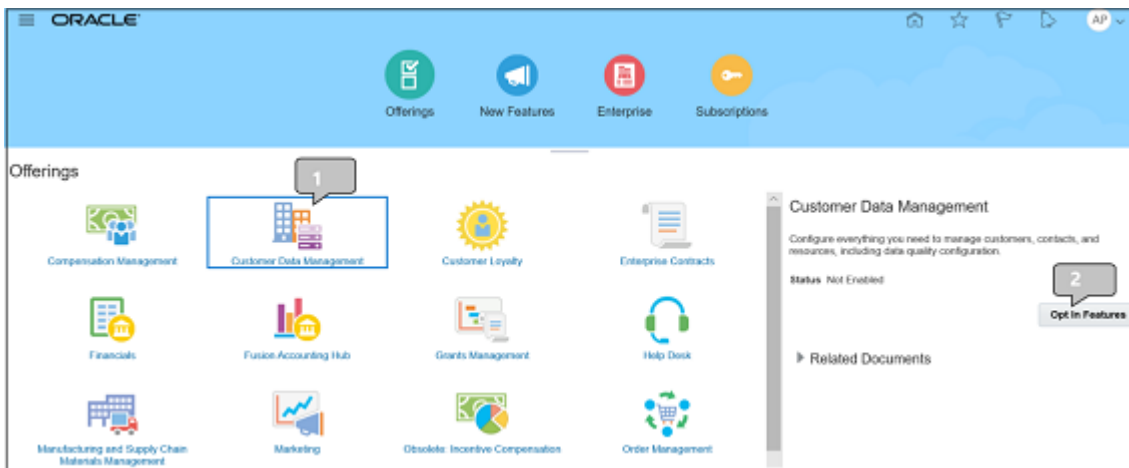 ORACLE
AP
Offerings
New Features
Enterprise
Subscriptions
Offerings
1
Compensation Management
Customer Data Management
Customer Loyalty
Enterprise Contracts
Financials
Fusion Accounting Hub
Grants Management
Help Desk
Manufacturing and Supply Chain
Materials Management
Marketing
Obsolete: Incentive Compensation
Order Management
Customer Data Management
Configure everything you need to manage customers, contacts, and
resources, including data quality configuration.
Status Not Enabled
2
Opt In Features
Related Documents